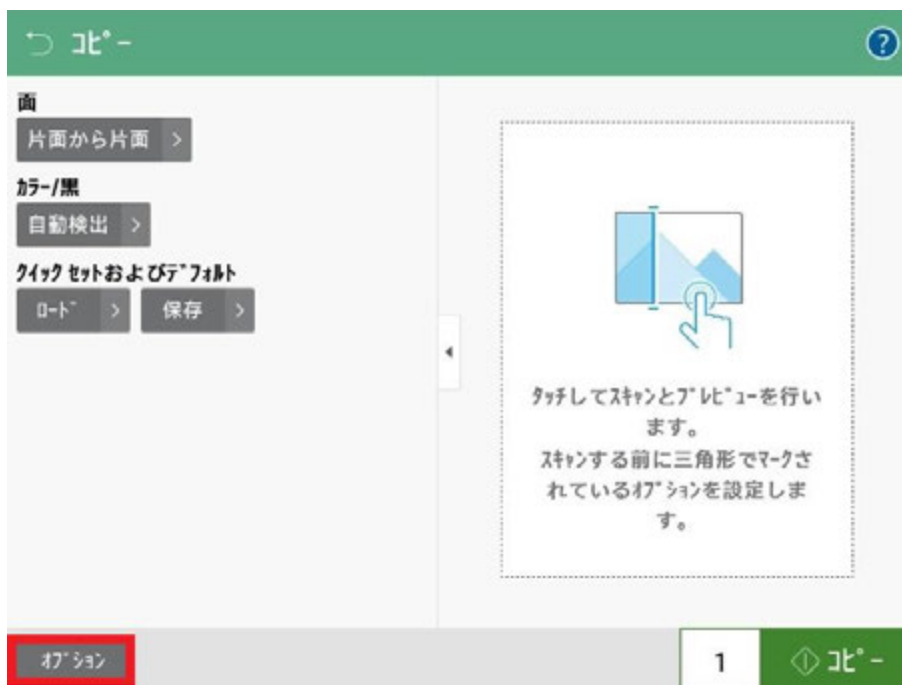 ｺﾋﾟｰ
?
面
片面から片面 >
ｶﾗｰ/黒
自動検出 >
ｸｲｯｸ ｾｯﾄおよびﾃﾞﾌｫﾙﾄ
ﾛｰﾄﾞ > 保存 >
ﾀｯﾁしてｽｷｬﾝとﾌﾟﾚﾋﾞｭｰを行い
ます。
ｽｷｬﾝする前に三角形でﾏｰｸさ
れているｵﾌﾟｼｮﾝを設定しま
す。
ｵﾌﾟｼｮﾝ 1 ｺﾋﾟｰ